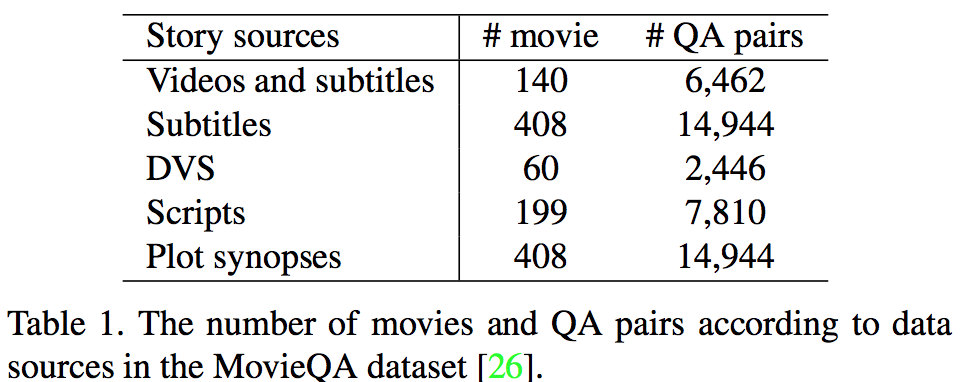 Story sources # movie # QA pairs
Videos and subtitles 140 6,462
Subtitles 408 14,944
DVS 60 2,446
Scripts 199 7,810
Plot synopses 408 14,944
Table 1. The number of movies and QA pairs according to data
sources in the MovieQA dataset [26].